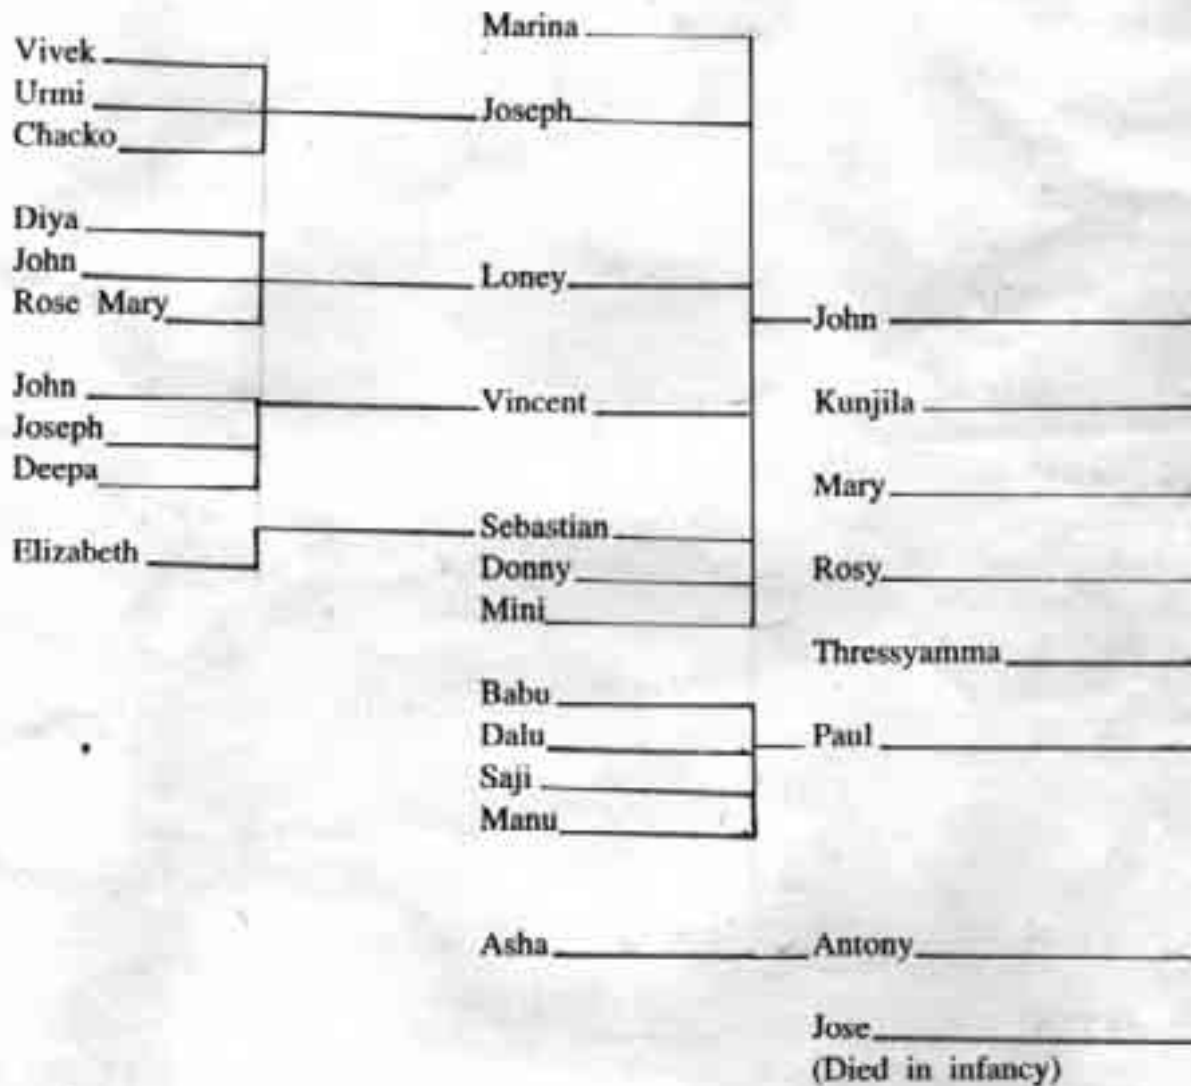 Vivek
Urmi
Chacko
Diya
John
Rose Mary
John
Joseph
Deepa
Elizabeth
Marina
Joseph
Loney
Vincent
Sebastian
Donny
Mini
Babu
Dalu
Saji
Manu
Asha
John
Kunjila
Mary
Rosy
Thressyamma
Paul
Antony
Jose
(Died in infancy)